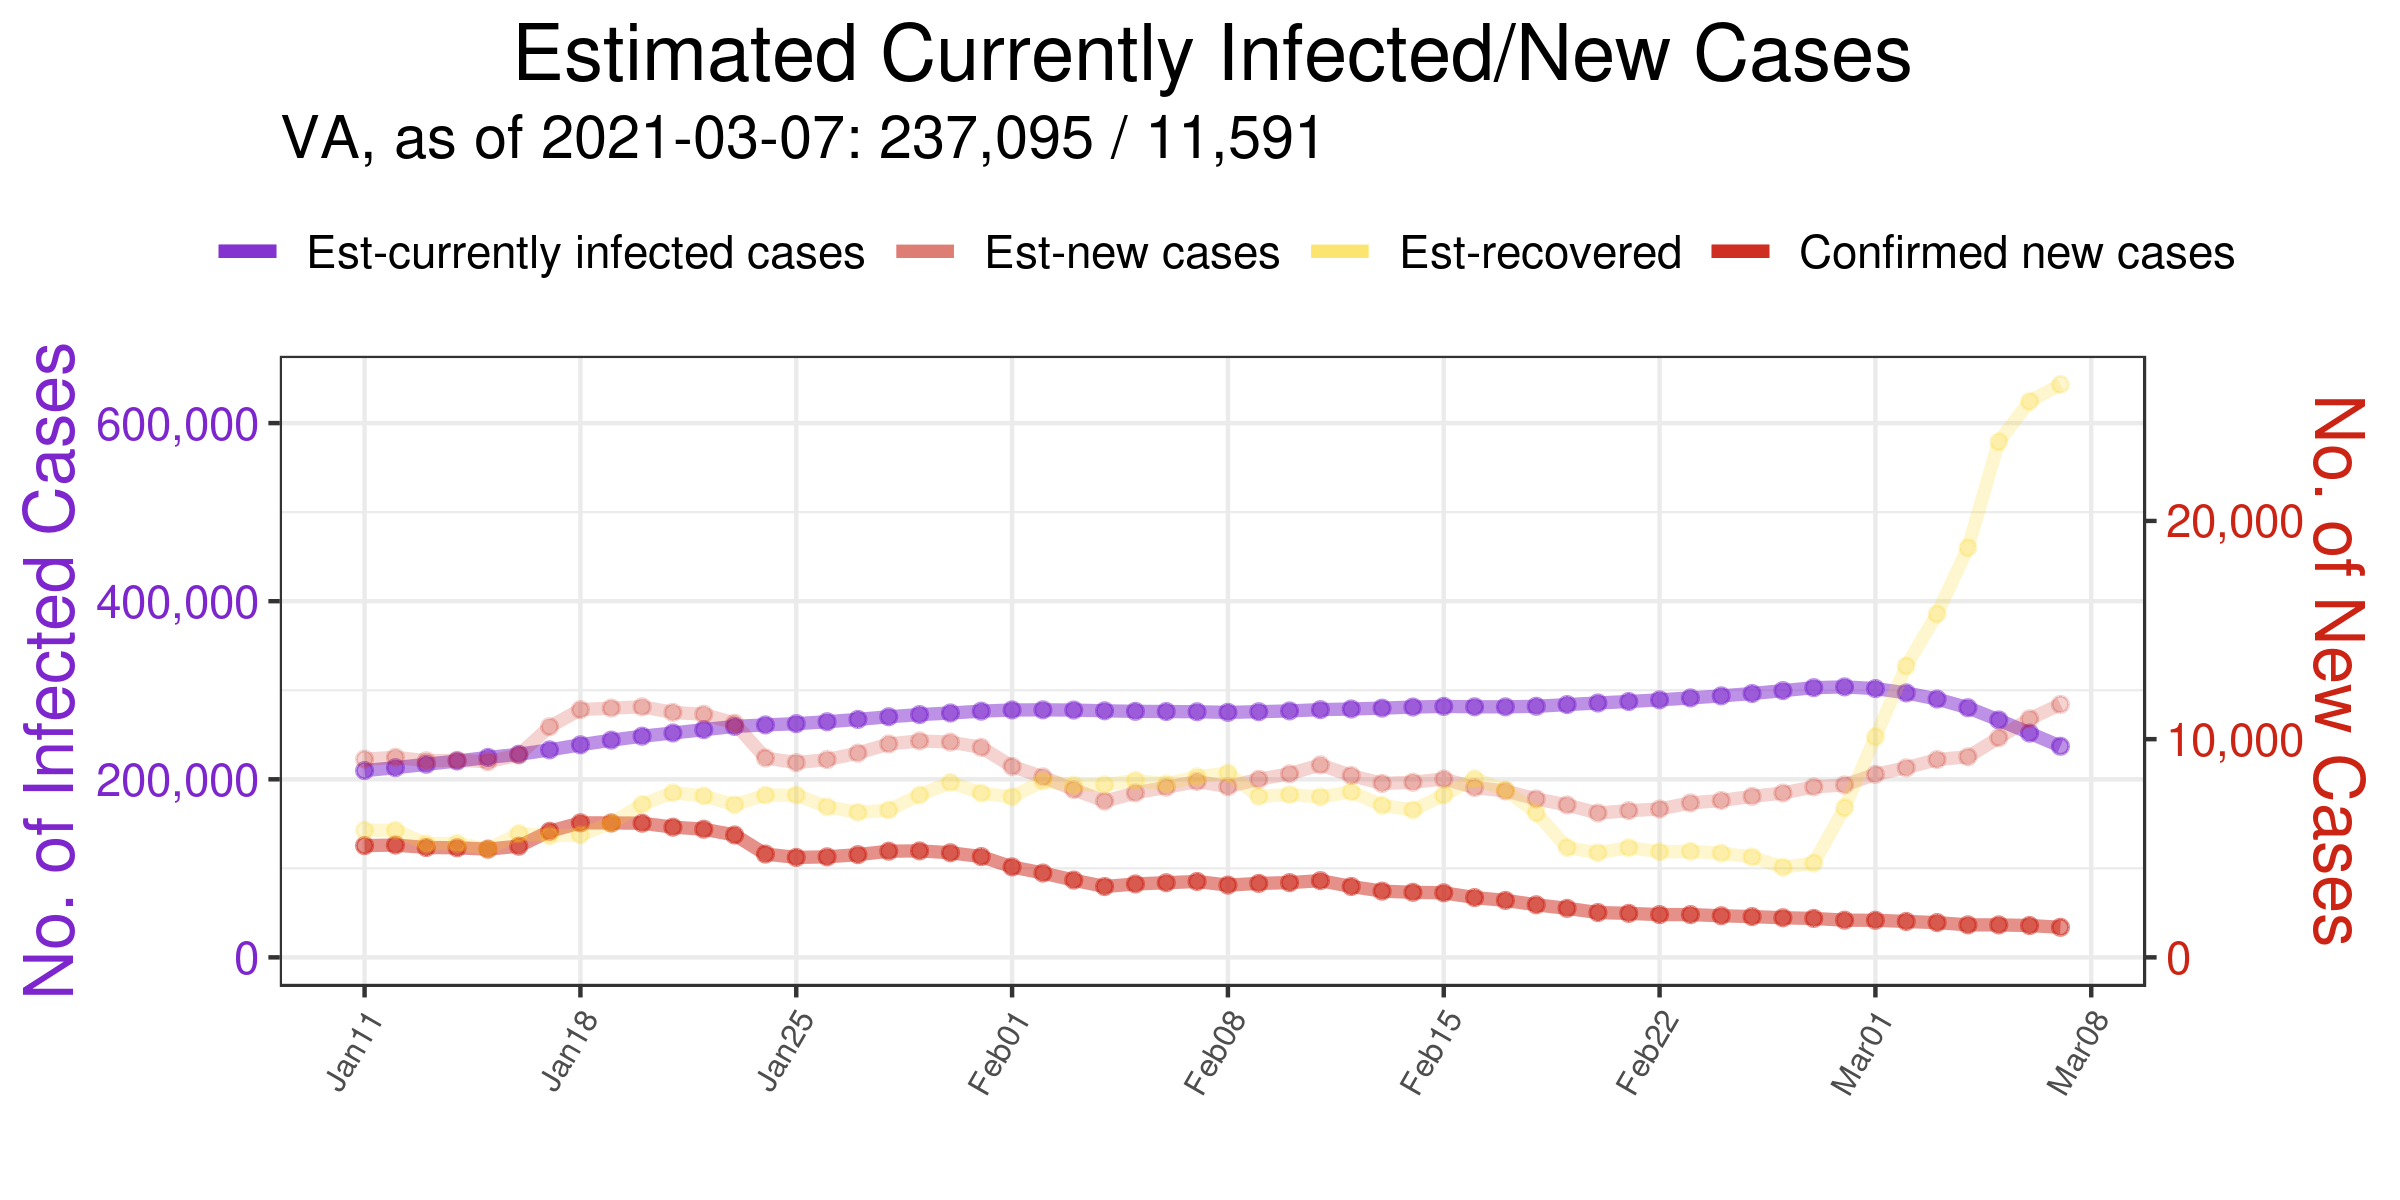 Estimated Currently Infected/New Cases
VA, as of 2021-03-07: 237,095 / 11,591
Est-currently infected cases Est-new cases Est-recovered Confirmed new cases
No. of Infected Cases
600,000
400,000
200,000
0
20,000
10,000
0
No. of New Cases
Jan11 Jan18 Jan25 Feb01 Feb08 Feb15 Feb22 Mar01 Mar08